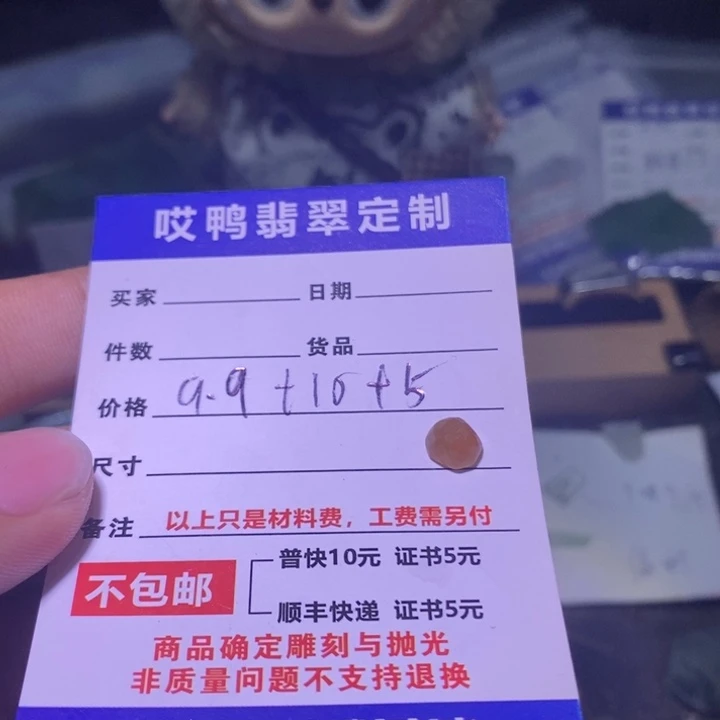 哎鸭翡翠定制
买家 日期
件数 货品
价格 9.9+10+5
尺寸
备注 以上只是材料费，工费需另付
不包邮
普快10元 证书5元
顺丰快递 证书5元
商品确定雕刻与抛光
非质量问题不支持退换